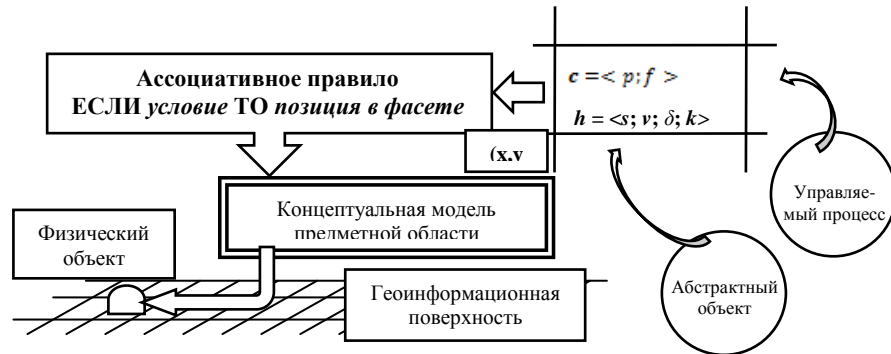 Ассоциативное правило
ЕСЛИ условие ТО позиция в фасете
c =< p; f >
h = <s; v; δ; k>
(x,y
Управляе-
мый процесс
Концептуальная модель
предметной области
Физический
объект
Геоинформационная
поверхность
Абстрактный
объект